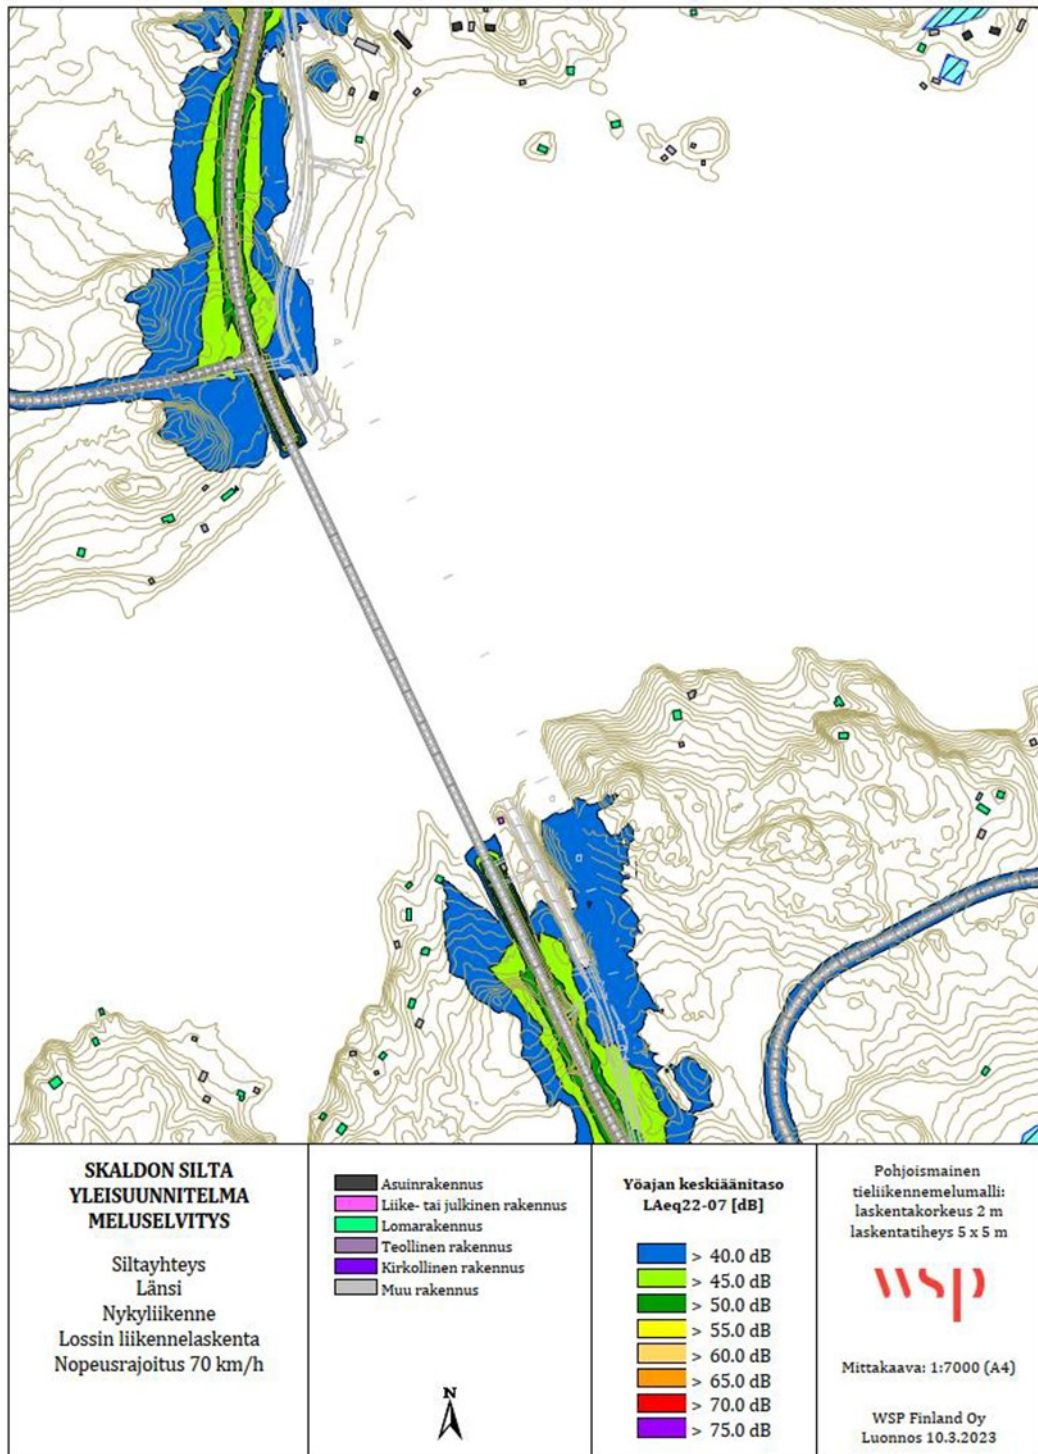 SKALDON SILTA
YLEISUUNNITELMA
MELUSELVITYS
Siltayhteys
Länsi
Nykyliikenne
Lossin liikennelaskenta
Nopeusrajoitus 70 km/h
Asuinrakennus
Liike- tai julkinen rakennus
Lomarakennus
Teollinen rakennus
Kirkollinen rakennus
Muu rakennus
N
Yöajan keskiäänitaso
LAeq22-07 [dB]
> 40.0 dB
> 45.0 dB
> 50.0 dB
> 55.0 dB
> 60.0 dB
> 65.0 dB
> 70.0 dB
> 75.0 dB
Pohjoismainen
tieliikennemelumalli:
laskentakorkeus 2 m
laskentatiheys 5 x 5 m
wsp
Mittakaava: 1:7000 (A4)
WSP Finland Oy
Luonnos 10.3.2023